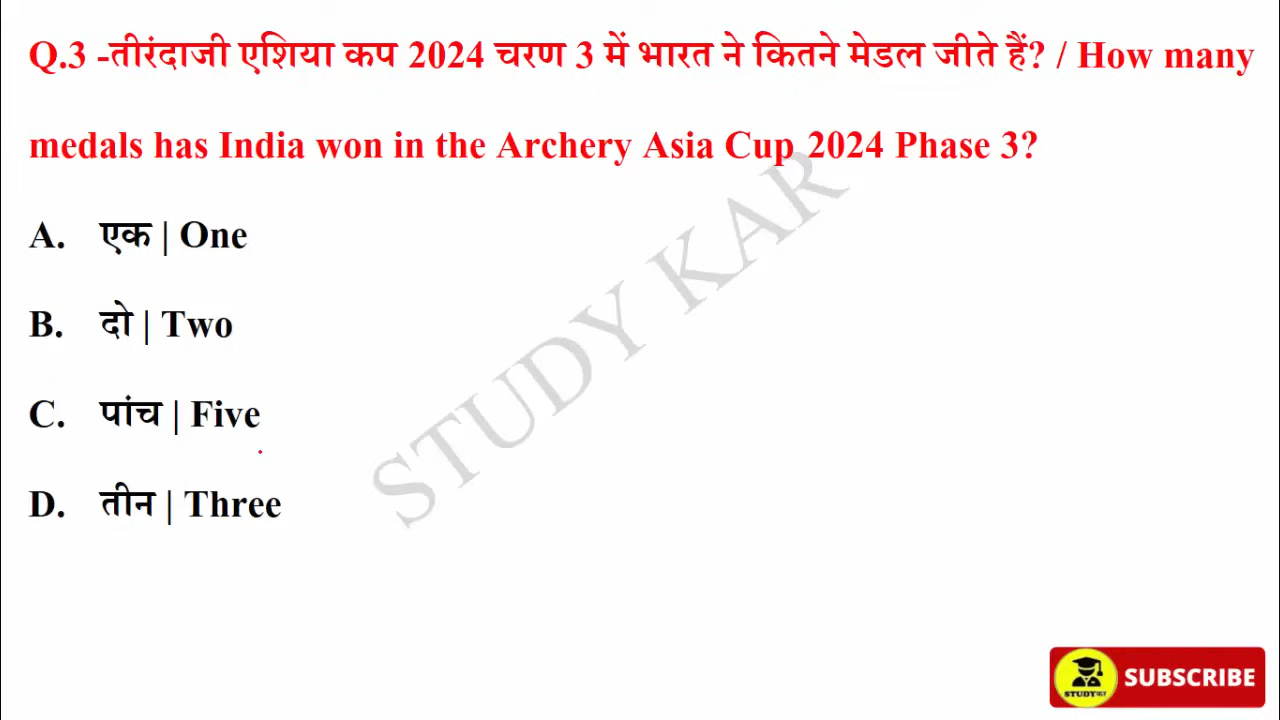 Q.3 -तीरंदाजी एशिया कप 2024 चरण 3 में भारत ने कितने मेडल जीते हैं? / How many
medals has India won in the Archery Asia Cup 2024 Phase 3?
A. एक | One
B. दो | Two
C. पांच | Five
D. तीन | Three
STUDY KAR
STUDYकर
SUBSCRIBE